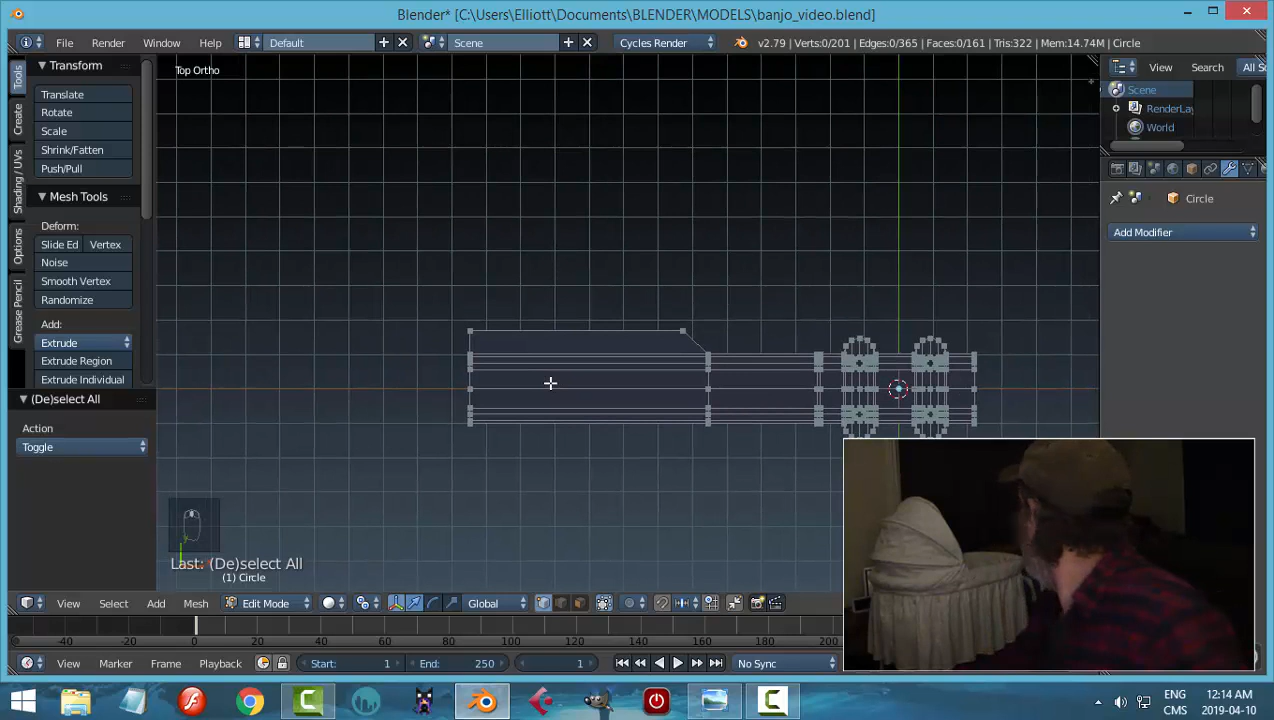 Blender* [C:\Users\Elliott\Documents\BLENDER\MODELS\banjo_video.blend]
File Render Window Help Default Scene Cycles Render v2.79 | Verts:0/201 | Edges:0/365 | Faces:0/161 | Tris:322 | Mem:14.74M | Circle
View Search All Sc
Transform
Top Ortho
Scene
Translate
RenderLay
Rotate
World
Scale
Shrink/Fatten
Push/Pull
Mesh Tools
Circle
Deform:
Add Modifier
Slide Ed Vertex
Noise
Smooth Vertex
Randomize
Add:
Extrude
Extrude Region
Extrude Individual
Tools
Create
Shading / UVs
Options
Grease Pencil
(De)select All
Action
Toggle
Last: (De)select All
(1) Circle
View Select Add Mesh Edit Mode Global
-40 -20 0 20 40 60 80 100 120 140 160 180 200
View Marker Frame Playback Start: 1 End: 250 1 No Sync
ENG 12:14 AM
CMS 2019-04-10